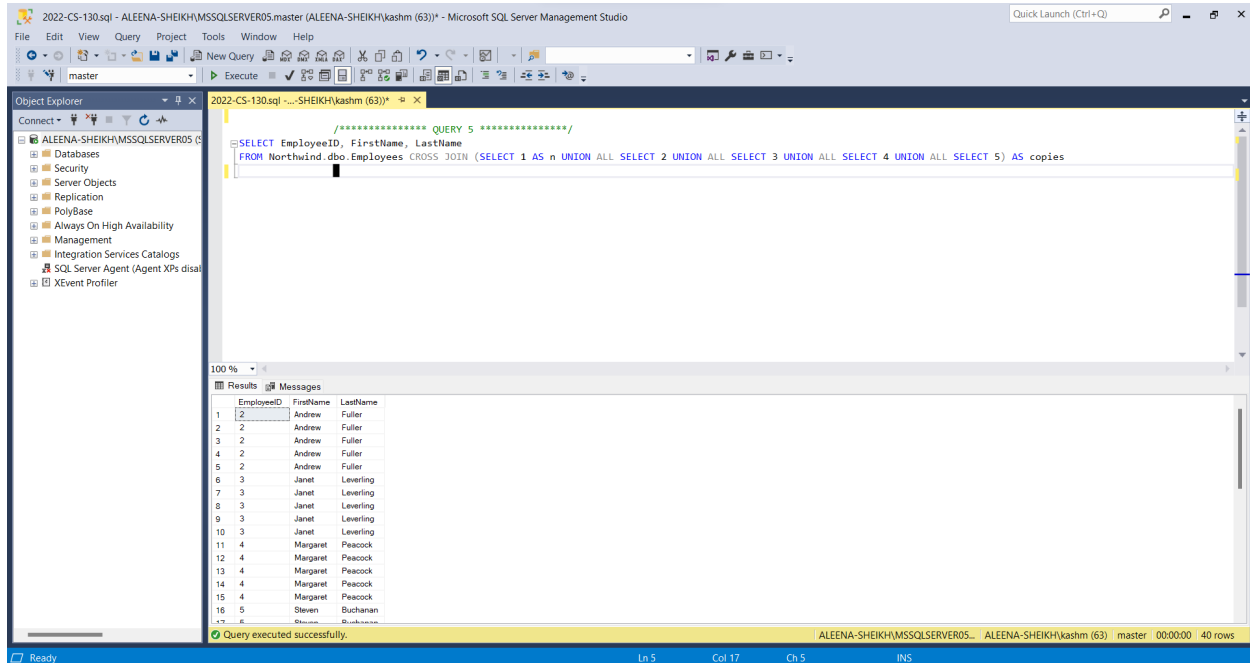 2022-CS-130.sql - ALEENA-SHEIKH\MSSQLSERVER05.master (ALEENA-SHEIKH\kashm (63))* - Microsoft SQL Server Management Studio
Quick Launch (Ctrl+Q)
File Edit View Query Project Tools Window Help
New Query
master Execute
Object Explorer
2022-CS-130.sql -...-SHEIKH\kashm (63))*
Connect
ALEENA-SHEIKH\MSSQLSERVER05 (S
Databases
Security
Server Objects
Replication
PolyBase
Always On High Availability
Management
Integration Services Catalogs
SQL Server Agent (Agent XPs disal
XEvent Profiler
/*************** QUERY 5 ***************/
SELECT EmployeeID, FirstName, LastName
FROM Northwind.dbo.Employees CROSS JOIN (SELECT 1 AS n UNION ALL SELECT 2 UNION ALL SELECT 3 UNION ALL SELECT 4 UNION ALL SELECT 5) AS copies
100 %
Results Messages
EmployeeID FirstName LastName
1 2 Andrew Fuller
2 2 Andrew Fuller
3 2 Andrew Fuller
4 2 Andrew Fuller
5 2 Andrew Fuller
6 3 Janet Leverling
7 3 Janet Leverling
8 3 Janet Leverling
9 3 Janet Leverling
10 3 Janet Leverling
11 4 Margaret Peacock
12 4 Margaret Peacock
13 4 Margaret Peacock
14 4 Margaret Peacock
15 4 Margaret Peacock
16 5 Steven Buchanan
17 5 Steven Buchanan
Query executed successfully.
ALEENA-SHEIKH\MSSQLSERVER05... ALEENA-SHEIKH\kashm (63) master 00:00:00 40 rows
Ready Ln 5 Col 17 Ch 5 INS